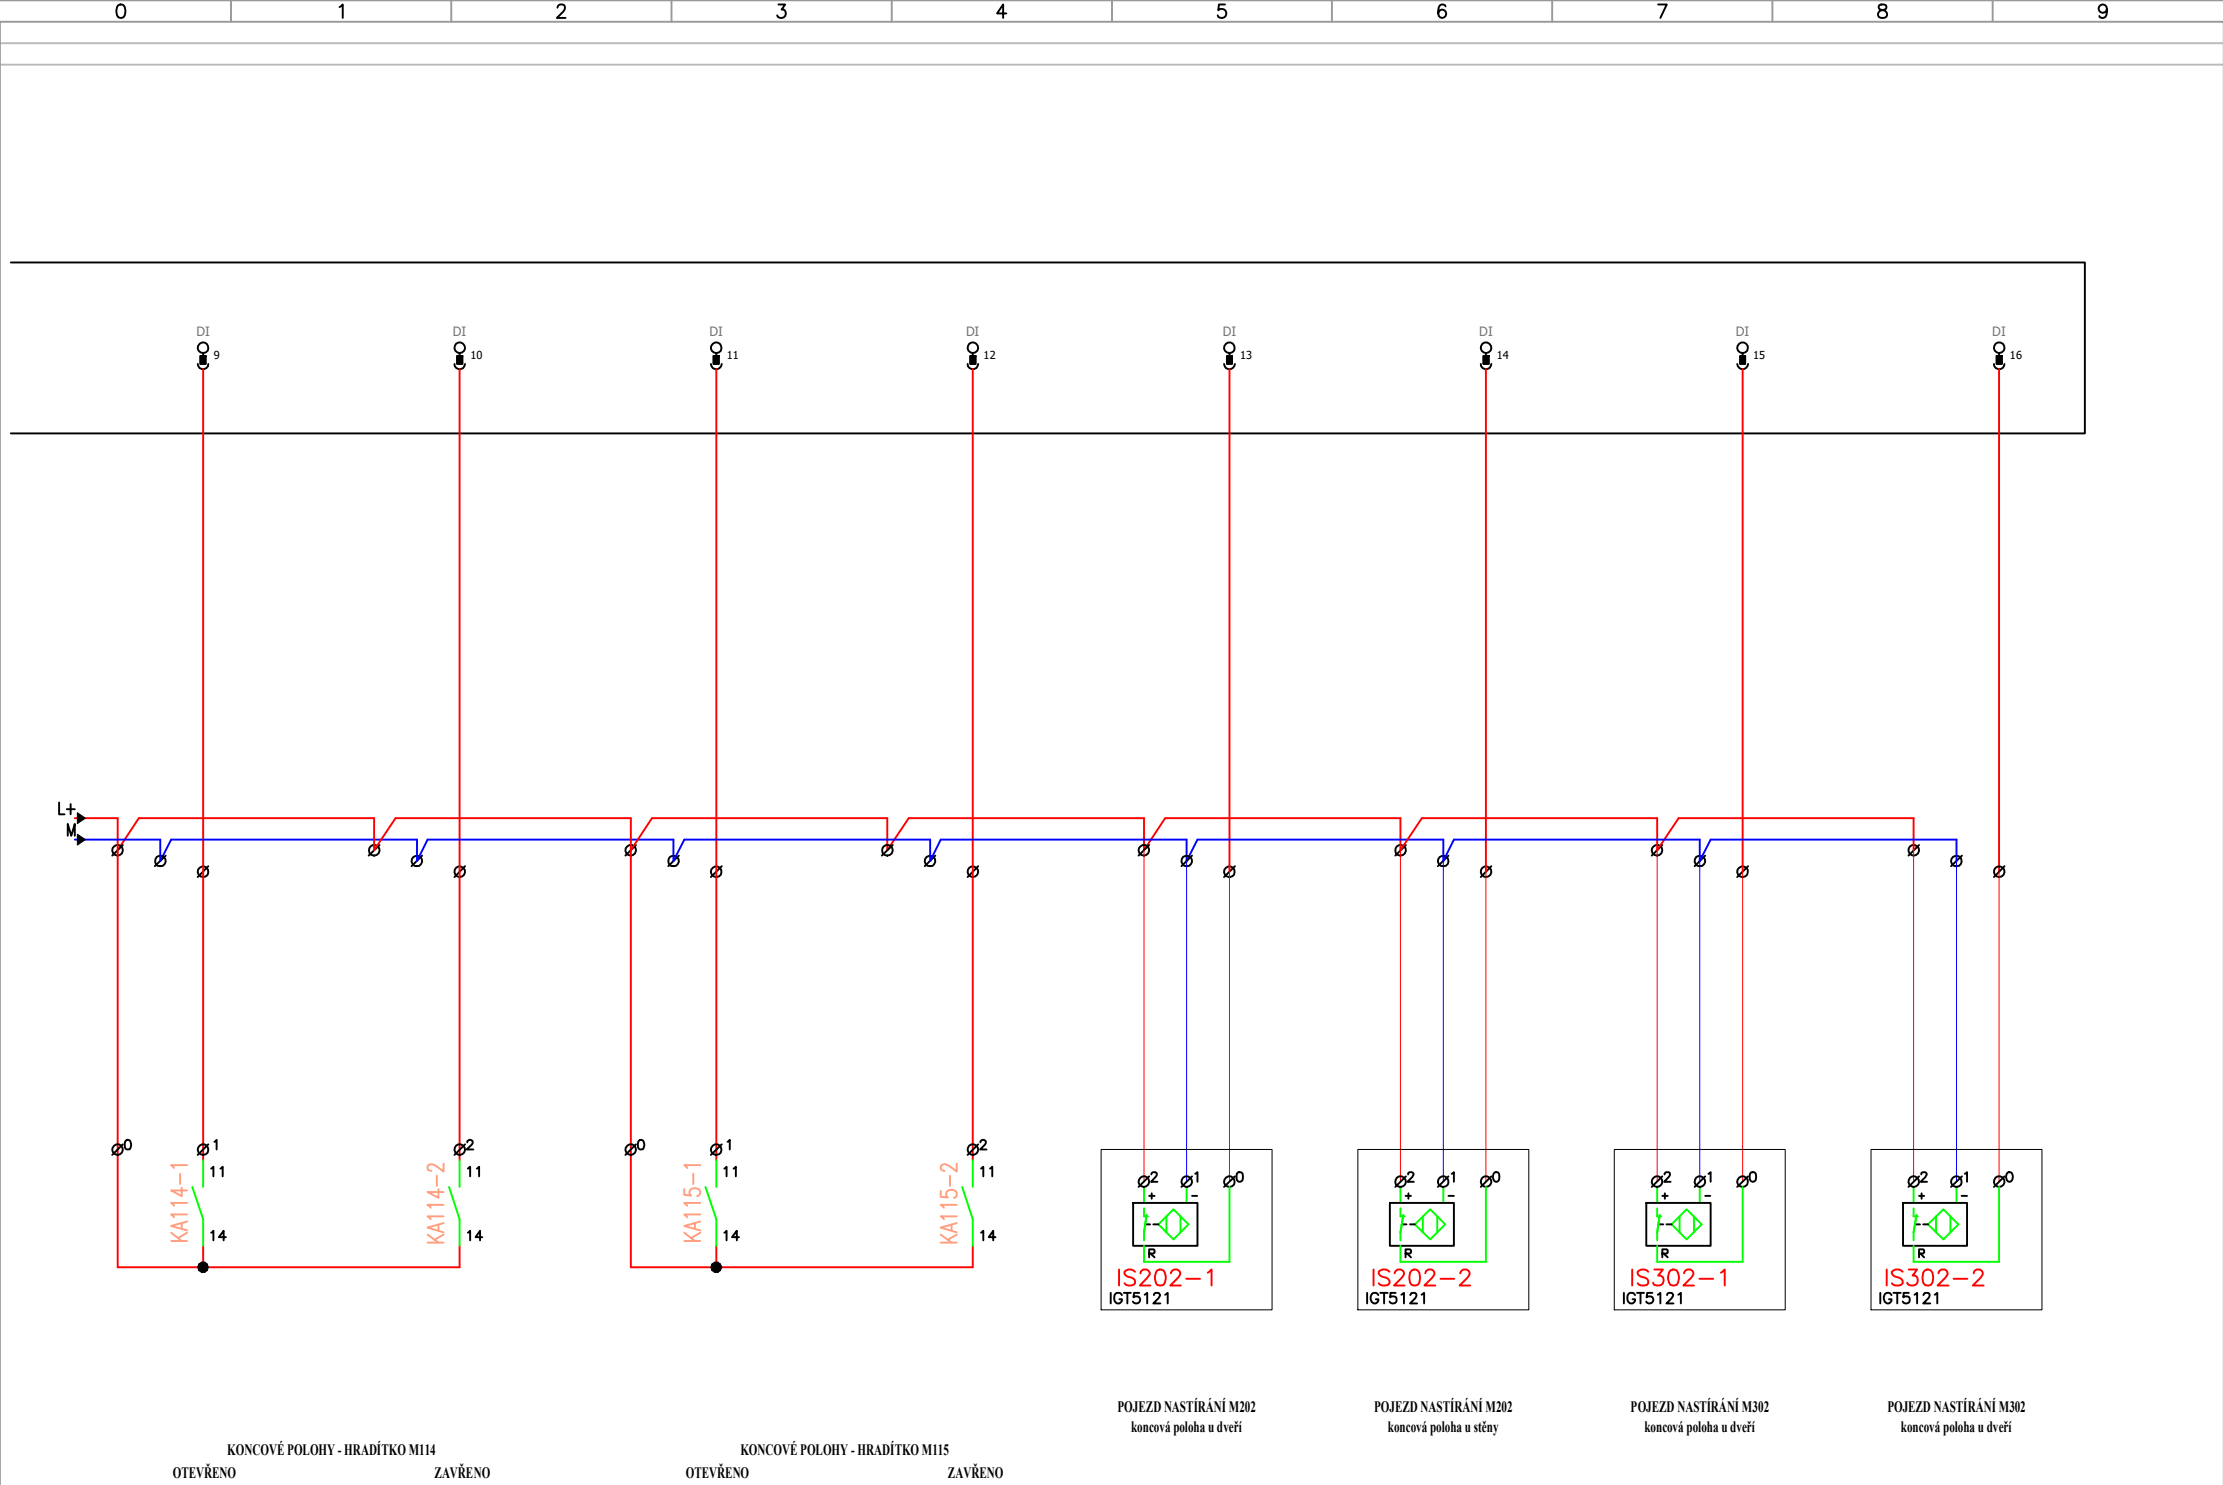 0 1 2 3 4 5 6 7 8 9
DI DI DI DI DI DI DI DI
9 10 11 12 13 14 15 16
L+
M
0 1 2 0 1 2
11 11 11 11
KA114-1 KA114-2 KA115-1 KA115-2
14 14 14 14
2 1 0 2 1 0 2 1 0 2 1 0
+ - + - + - + -
R R R R
IS202-1 IS202-2 IS302-1 IS302-2
IGT5121 IGT5121 IGT5121 IGT5121
POJEZD NASTÍRÁNÍ M202 POJEZD NASTÍRÁNÍ M202 POJEZD NASTÍRÁNÍ M302 POJEZD NASTÍRÁNÍ M302
koncová poloha u dveří koncová poloha u stěny koncová poloha u dveří koncová poloha u dveří
KONCOVÉ POLOHY - HRADÍTKO M114 KONCOVÉ POLOHY - HRADÍTKO M115
OTEVŘENO ZAVŘENO OTEVŘENO ZAVŘENO